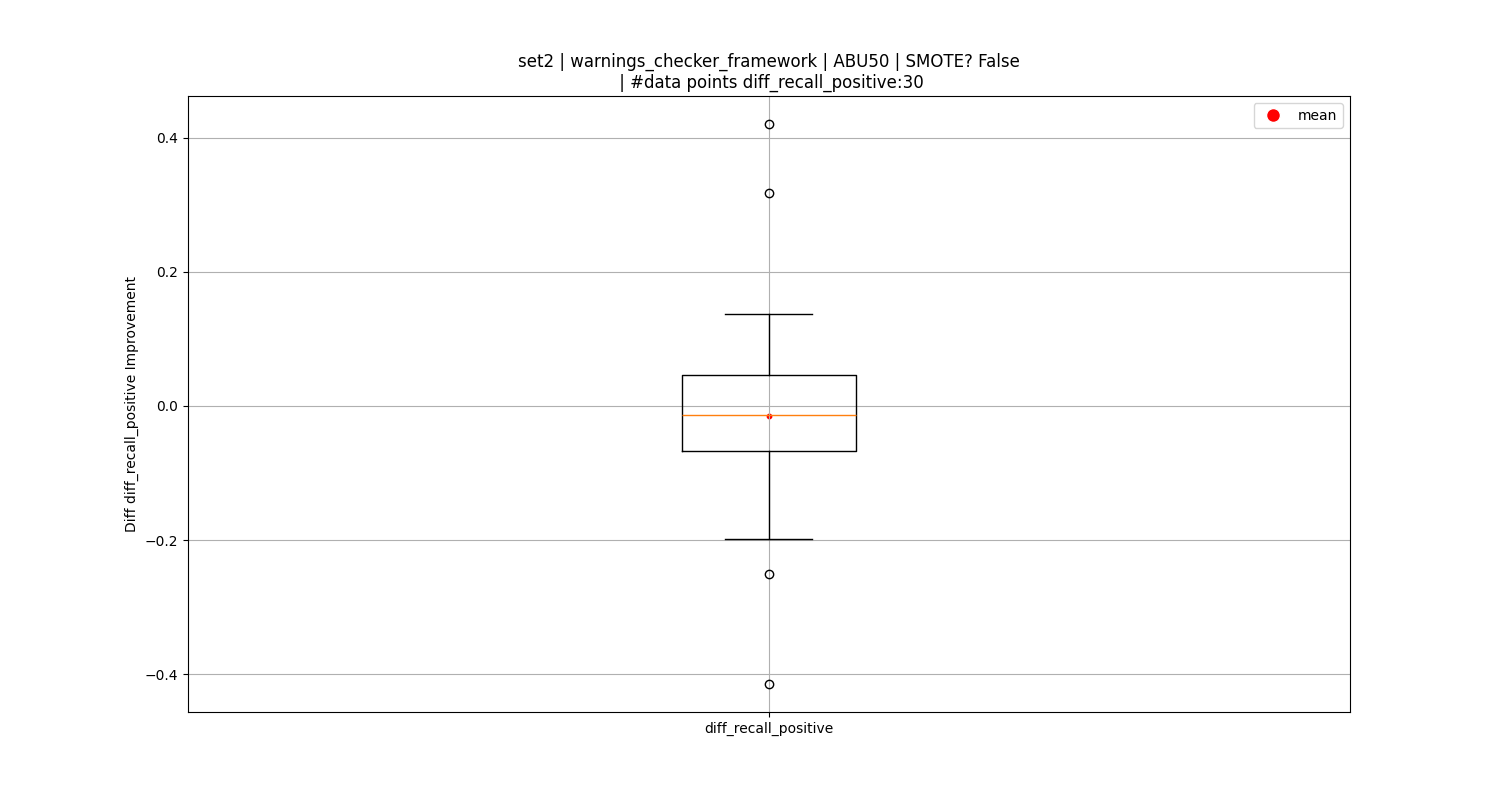 set2 | warnings_checker_framework | ABU50 | SMOTE? False
| #data points diff_recall_positive:30
mean
0.4
0.2
0.0
−0.2
−0.4
Diff diff_recall_positive Improvement
diff_recall_positive